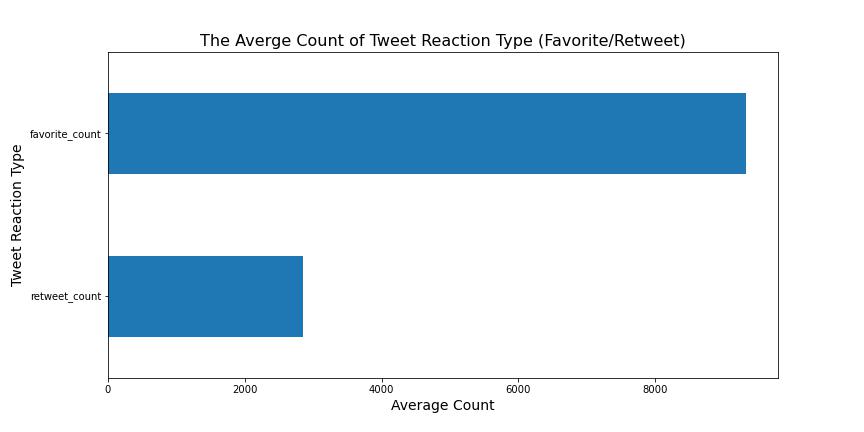 The Averge Count of Tweet Reaction Type (Favorite/Retweet)
Tweet Reaction Type
favorite_count
retweet_count
0 2000 4000 6000 8000
Average Count